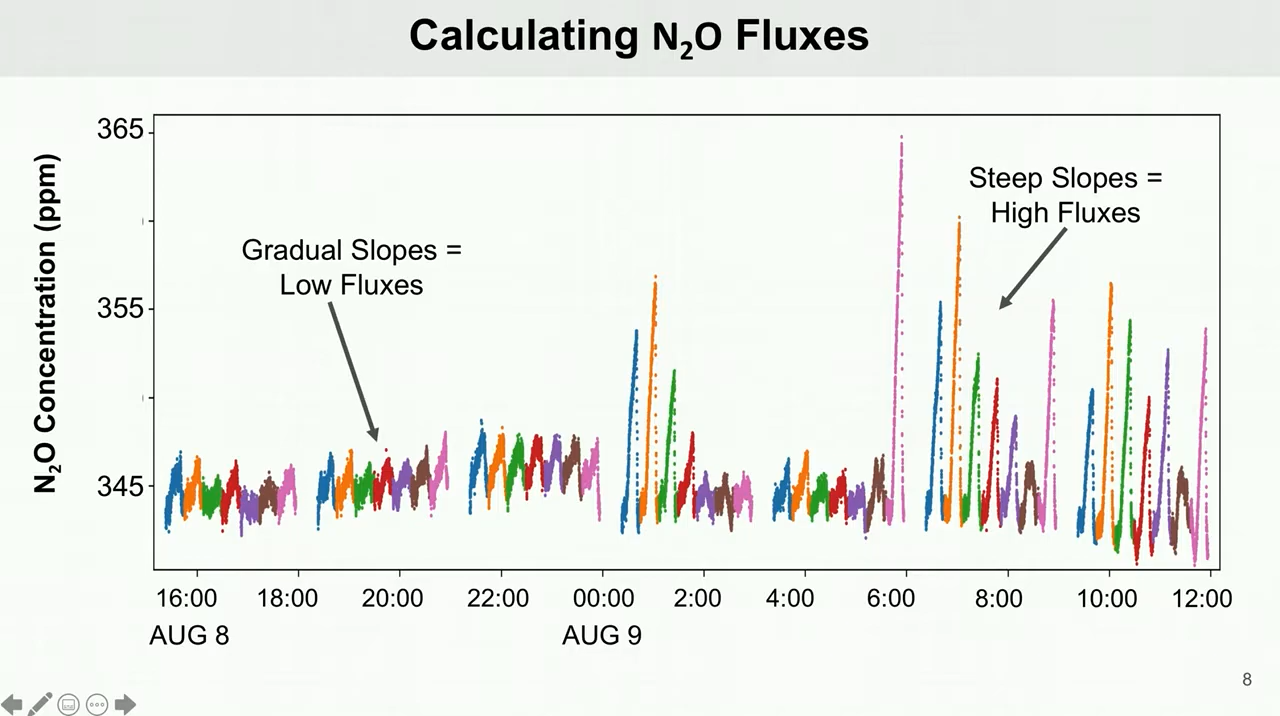 Calculating N₂O Fluxes
N₂O Concentration (ppm)
365
355
345
Gradual Slopes =
Low Fluxes
Steep Slopes =
High Fluxes
16:00 18:00 20:00 22:00 00:00 2:00 4:00 6:00 8:00 10:00 12:00
AUG 8 AUG 9
8